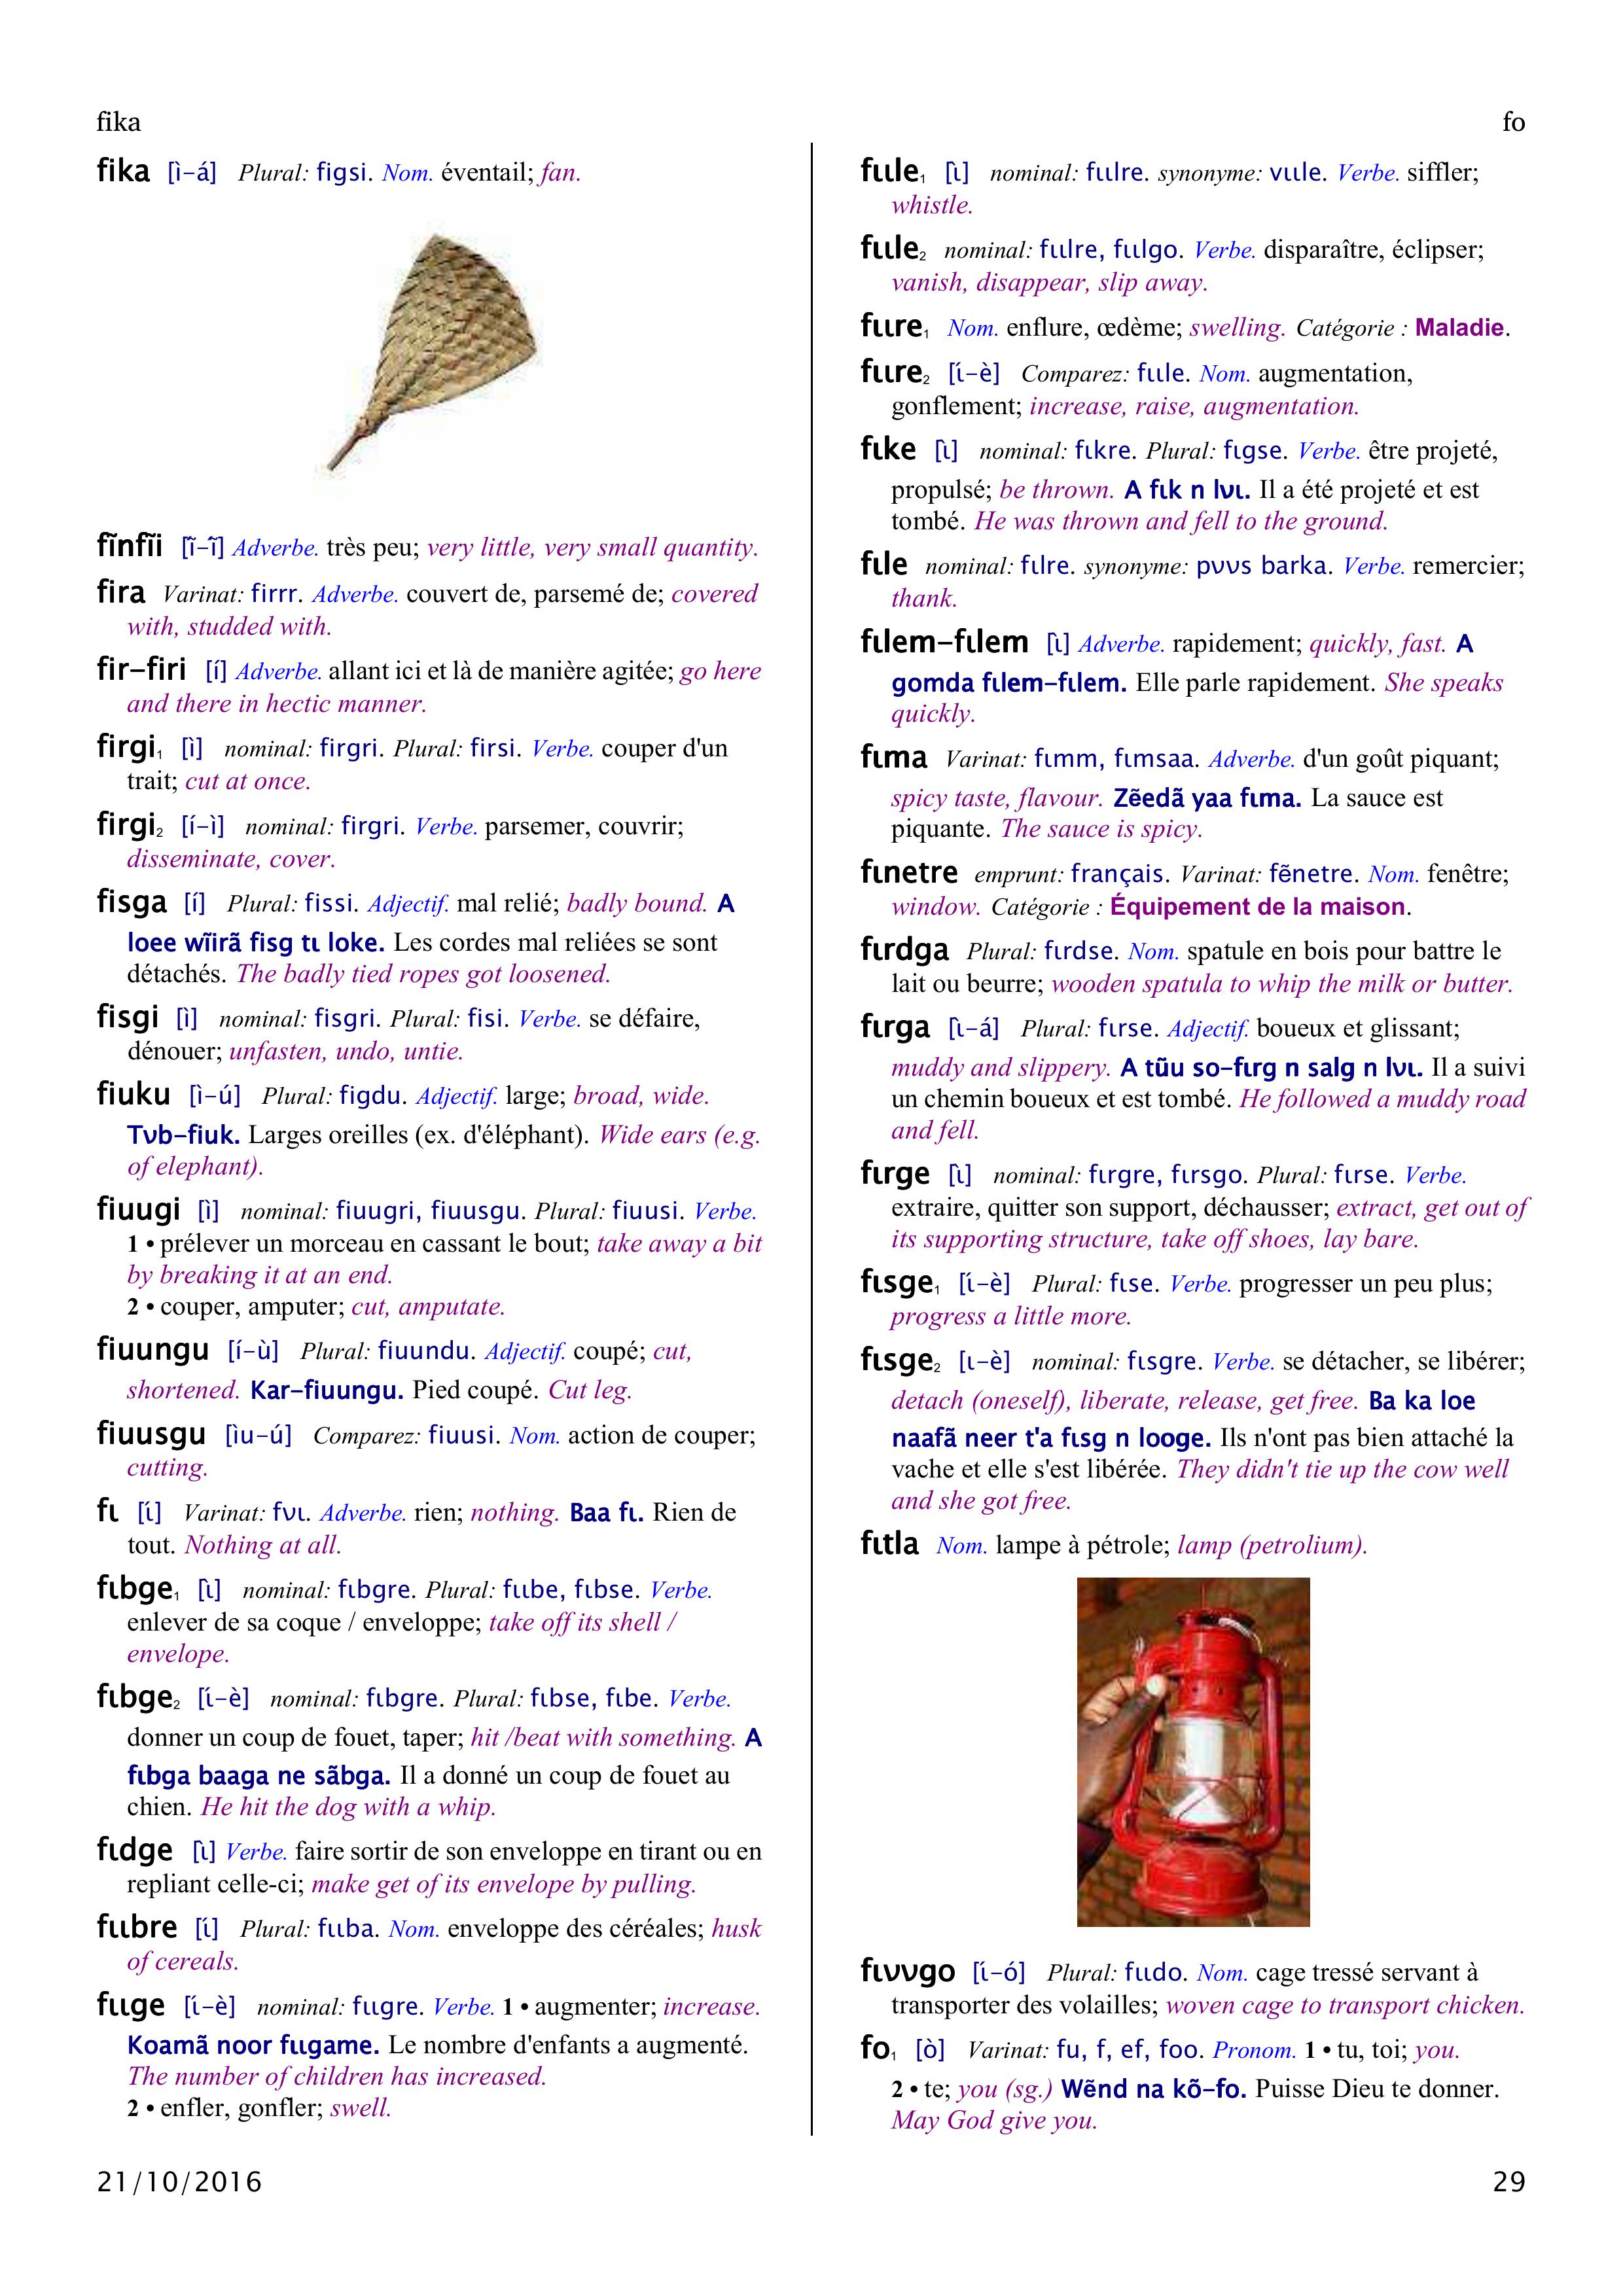 fika
fo
fika [ì-á] Plural: figsi. Nom. éventail; fan.
fĩnfĩi [ĩ́-ĩ̂] Adverbe. très peu; very little, very small quantity.
fira Varinat: firrr. Adverbe. couvert de, parsemé de; covered
with, studded with.
fir-firi [í] Adverbe. allant ici et là de manière agitée; go here
and there in hectic manner.
firgi₁ [ì] nominal: firgri. Plural: firsi. Verbe. couper d'un
trait; cut at once.
firgi₂ [í-ì] nominal: firgri. Verbe. parsemer, couvrir;
disseminate, cover.
fisga [í] Plural: fissi. Adjectif. mal relié; badly bound. A
loee wĩirã fisg tɩ loke. Les cordes mal reliées se sont
détachés. The badly tied ropes got loosened.
fisgi [ì] nominal: fisgri. Plural: fisi. Verbe. se défaire,
dénouer; unfasten, undo, untie.
fiuku [ì-ú] Plural: figdu. Adjectif. large; broad, wide.
Tʋb-fiuk. Larges oreilles (ex. d'éléphant). Wide ears (e.g.
of elephant).
fiuugi [ì] nominal: fiuugri, fiuusgu. Plural: fiuusi. Verbe.
1 • prélever un morceau en cassant le bout; take away a bit
by breaking it at an end.
2 • couper, amputer; cut, amputate.
fiuungu [í-ù] Plural: fiuundu. Adjectif. coupé; cut,
shortened. Kar-fiuungu. Pied coupé. Cut leg.
fiuusgu [ìu-ú] Comparez: fiuusi. Nom. action de couper;
cutting.
fɩ [ɩ́] Varinat: fʋɩ. Adverbe. rien; nothing. Baa fɩ. Rien de
tout. Nothing at all.
fɩbge₁ [ɩ̀] nominal: fɩbgre. Plural: fɩɩbe, fɩbse. Verbe.
enlever de sa coque / enveloppe; take off its shell /
envelope.
fɩbge₂ [ɩ́-è] nominal: fɩbgre. Plural: fɩbse, fɩbe. Verbe.
donner un coup de fouet, taper; hit /beat with something. A
fɩbga baaga ne sãbga. Il a donné un coup de fouet au
chien. He hit the dog with a whip.
fɩdge [ɩ̀] Verbe. faire sortir de son enveloppe en tirant ou en
repliant celle-ci; make get of its envelope by pulling.
fɩɩbre [ɩ́] Plural: fɩɩba. Nom. enveloppe des céréales; husk
of cereals.
fɩɩge [ɩ́-è] nominal: fɩɩgre. Verbe. 1 • augmenter; increase.
Koamã noor fɩɩgame. Le nombre d'enfants a augmenté.
The number of children has increased.
2 • enfler, gonfler; swell.
fɩɩle₁ [ɩ̀] nominal: fɩɩlre. synonyme: vɩɩle. Verbe. siffler;
whistle.
fɩɩle₂ nominal: fɩɩlre, fɩɩlgo. Verbe. disparaître, éclipser;
vanish, disappear, slip away.
fɩɩre₁ Nom. enflure, œdème; swelling. Catégorie : Maladie.
fɩɩre₂ [ɩ́-è] Comparez: fɩɩle. Nom. augmentation,
gonflement; increase, raise, augmentation.
fɩke [ɩ̀] nominal: fɩkre. Plural: fɩgse. Verbe. être projeté,
propulsé; be thrown. A fɩk n lʋɩ. Il a été projeté et est
tombé. He was thrown and fell to the ground.
fɩle nominal: fɩlre. synonyme: pʋʋs barka. Verbe. remercier;
thank.
fɩlem-fɩlem [ɩ̀] Adverbe. rapidement; quickly, fast. A
gomda fɩlem-fɩlem. Elle parle rapidement. She speaks
quickly.
fɩma Varinat: fɩmm, fɩmsaa. Adverbe. d'un goût piquant;
spicy taste, flavour. Zẽedã yaa fɩma. La sauce est
piquante. The sauce is spicy.
fɩnetre emprunt: français. Varinat: fẽnetre. Nom. fenêtre;
window. Catégorie : Équipement de la maison.
fɩrdga Plural: fɩrdse. Nom. spatule en bois pour battre le
lait ou beurre; wooden spatula to whip the milk or butter.
fɩrga [ɩ̀-á] Plural: fɩrse. Adjectif. boueux et glissant;
muddy and slippery. A tũu so-fɩrg n salg n lʋɩ. Il a suivi
un chemin boueux et est tombé. He followed a muddy road
and fell.
fɩrge [ɩ̀] nominal: fɩrgre, fɩrsgo. Plural: fɩrse. Verbe.
extraire, quitter son support, déchausser; extract, get out of
its supporting structure, take off shoes, lay bare.
fɩsge₁ [ɩ́-è] Plural: fɩse. Verbe. progresser un peu plus;
progress a little more.
fɩsge₂ [ɩ-è] nominal: fɩsgre. Verbe. se détacher, se libérer;
detach (oneself), liberate, release, get free. Ba ka loe
naafã neer t'a fɩsg n looge. Ils n'ont pas bien attaché la
vache et elle s'est libérée. They didn't tie up the cow well
and she got free.
fɩtla Nom. lampe à pétrole; lamp (petrolium).
fɩʋʋgo [ɩ́-ó] Plural: fɩɩdo. Nom. cage tressé servant à
transporter des volailles; woven cage to transport chicken.
fo₁ [ò] Varinat: fu, f, ef, foo. Pronom. 1 • tu, toi; you.
2 • te; you (sg.) Wẽnd na kõ-fo. Puisse Dieu te donner.
May God give you.
21/10/2016
29